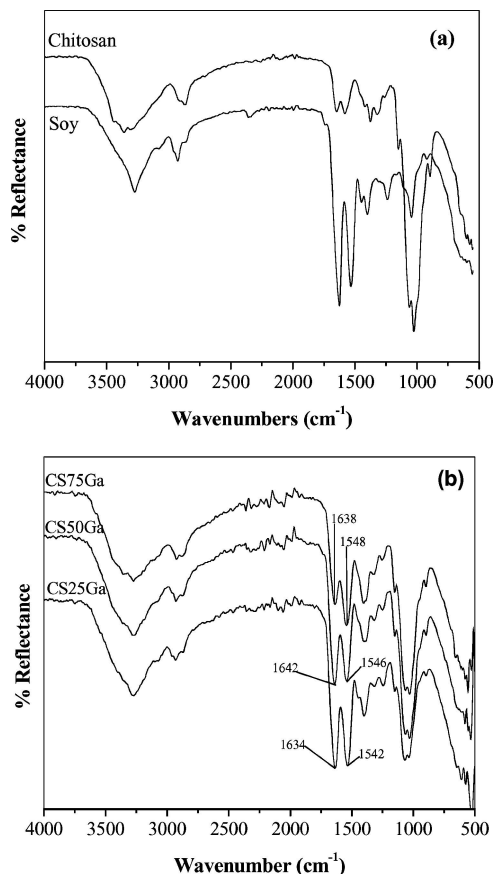 (a)
Chitosan
Soy
% Reflectance
4000 3500 3000 2500 2000 1500 1000 500
Wavenumbers (cm⁻¹)
(b)
CS75Ga
CS50Ga
CS25Ga
1638
1548
1642
1546
1634
1542
% Reflectance
4000 3500 3000 2500 2000 1500 1000 500
Wavenumber (cm⁻¹)